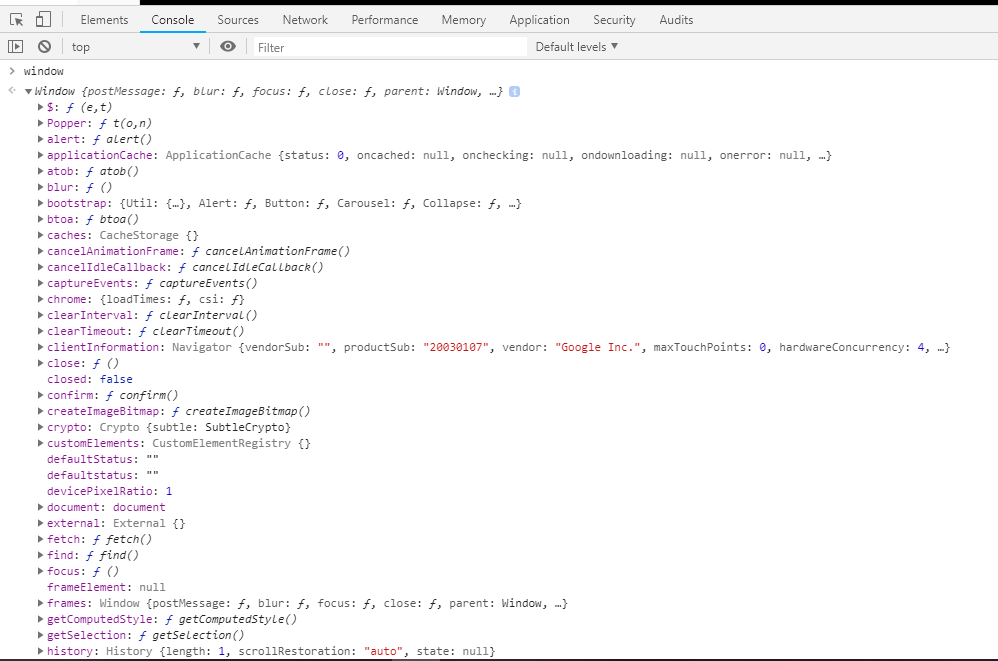 Elements Console Sources Network Performance Memory Application Security Audits
top ▼ Filter Default levels ▼
> window
Window {postMessage: ƒ, blur: ƒ, focus: ƒ, close: ƒ, parent: Window, …} i
$: ƒ (e,t)
Popper: ƒ t(o,n)
alert: ƒ alert()
applicationCache: ApplicationCache {status: 0, oncached: null, onchecking: null, ondownloading: null, onerror: null, …}
atob: ƒ atob()
blur: ƒ ()
bootstrap: {Util: {…}, Alert: ƒ, Button: ƒ, Carousel: ƒ, Collapse: ƒ, …}
btoa: ƒ btoa()
caches: CacheStorage {}
cancelAnimationFrame: ƒ cancelAnimationFrame()
cancelIdleCallback: ƒ cancelIdleCallback()
captureEvents: ƒ captureEvents()
chrome: {loadTimes: ƒ, csi: ƒ}
clearInterval: ƒ clearInterval()
clearTimeout: ƒ clearTimeout()
clientInformation: Navigator {vendorSub: "", productSub: "20030107", vendor: "Google Inc.", maxTouchPoints: 0, hardwareConcurrency: 4, …}
close: ƒ ()
closed: false
confirm: ƒ confirm()
createImageBitmap: ƒ createImageBitmap()
crypto: Crypto {subtle: SubtleCrypto}
customElements: CustomElementRegistry {}
defaultStatus: ""
defaultstatus: ""
devicePixelRatio: 1
document: document
external: External {}
fetch: ƒ fetch()
find: ƒ find()
focus: ƒ ()
frameElement: null
frames: Window {postMessage: ƒ, blur: ƒ, focus: ƒ, close: ƒ, parent: Window, …}
getComputedStyle: ƒ getComputedStyle()
getSelection: ƒ getSelection()
history: History {length: 1, scrollRestoration: "auto", state: null}